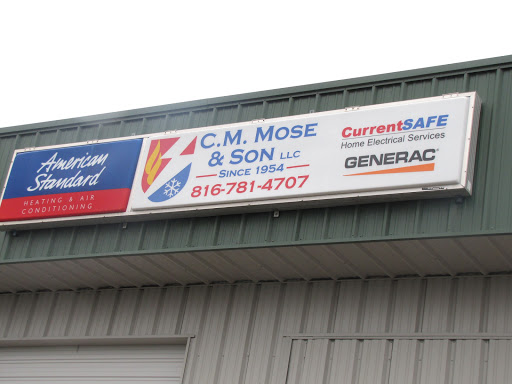 American
Standard
HEATING & AIR
CONDITIONING
C.M. MOSE
& SON LLC
SINCE 1954
816-781-4707
CurrentSAFE
Home Electrical Services
GENERAC